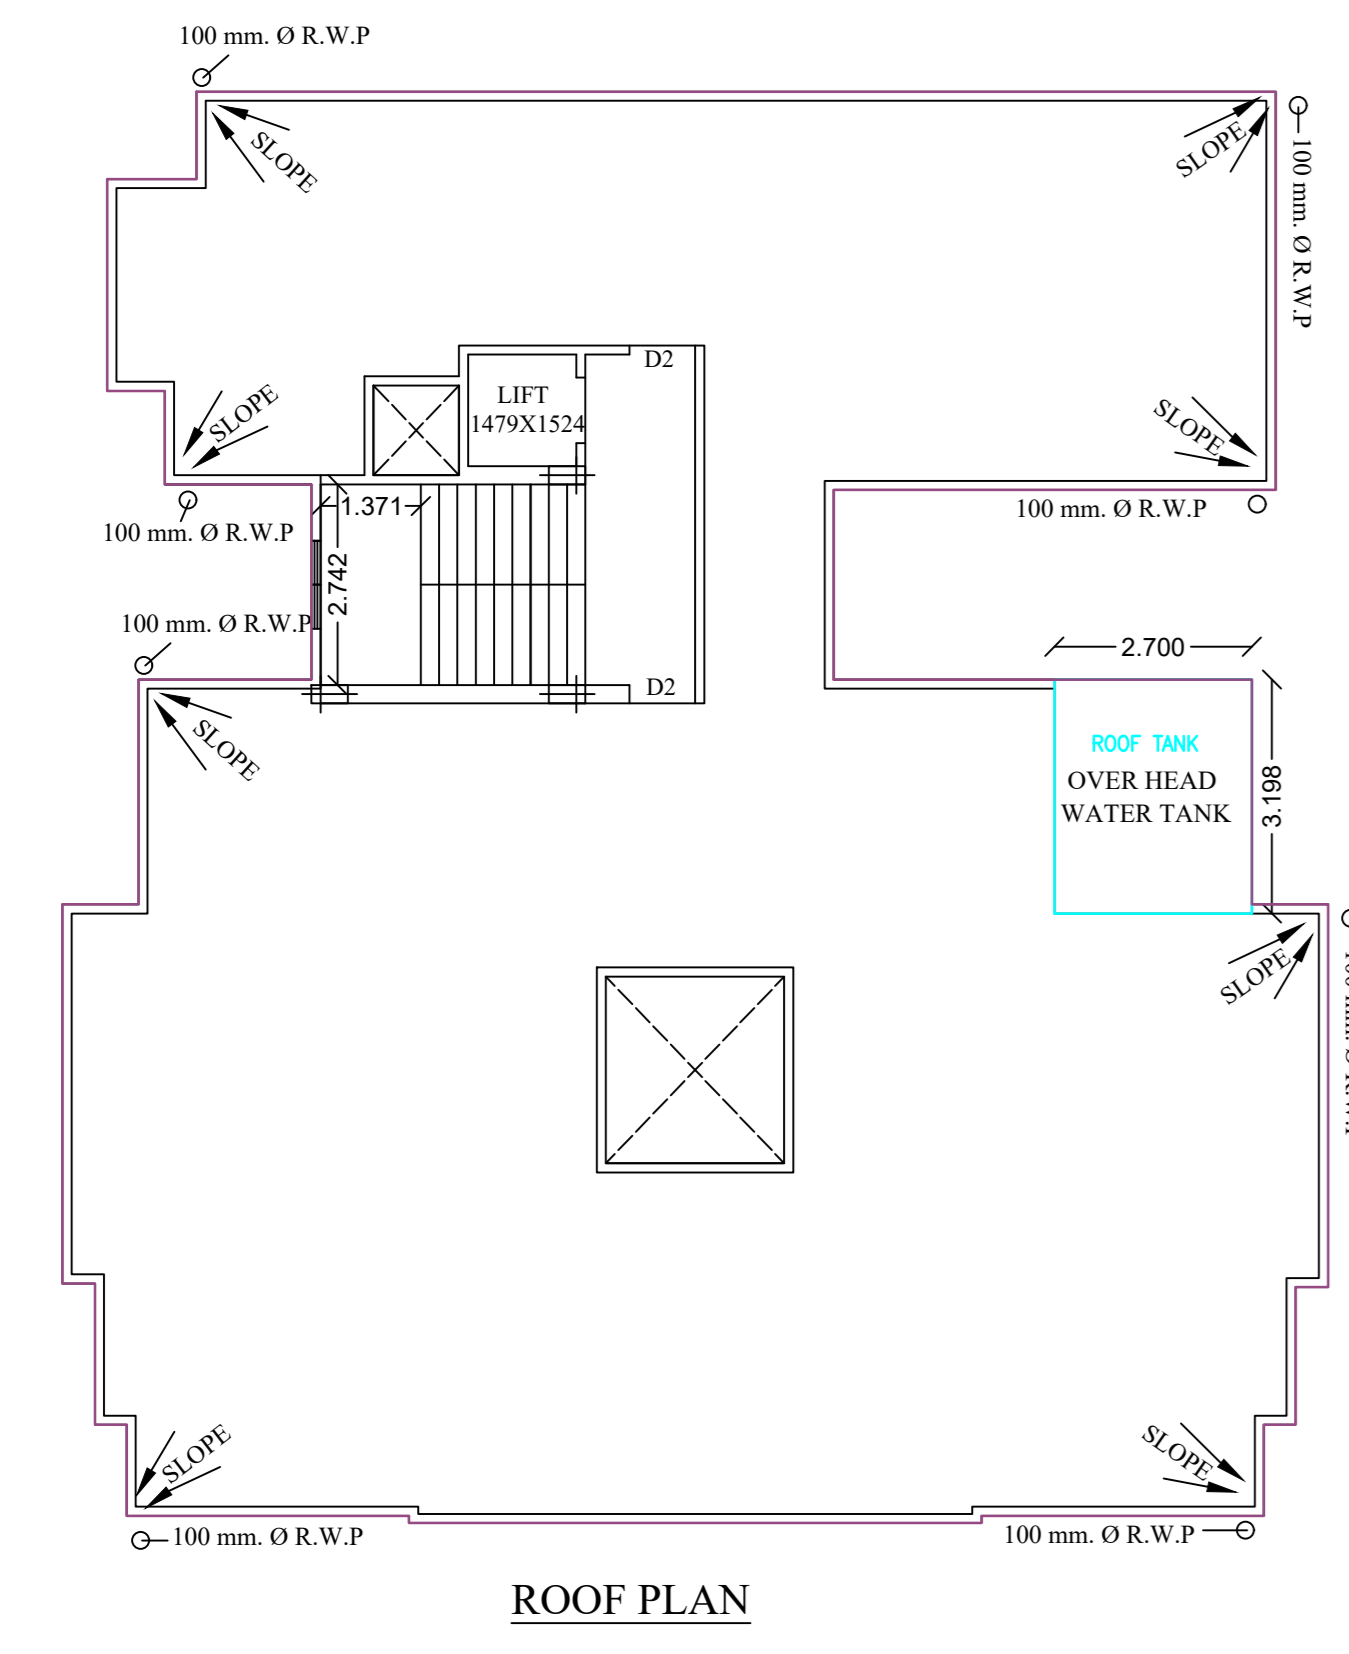 100 mm. Ø R.W.P
SLOPE
SLOPE
100 mm. Ø R.W.P
D2
LIFT
1479X1524
SLOPE
SLOPE
1.371
100 mm. Ø R.W.P
100 mm. Ø R.W.P
2.742
100 mm. Ø R.W.P
2.700
D2
SLOPE
ROOF TANK
OVER HEAD
WATER TANK
3.198
SLOPE
SLOPE
SLOPE
100 mm. Ø R.W.P
100 mm. Ø R.W.P
ROOF PLAN